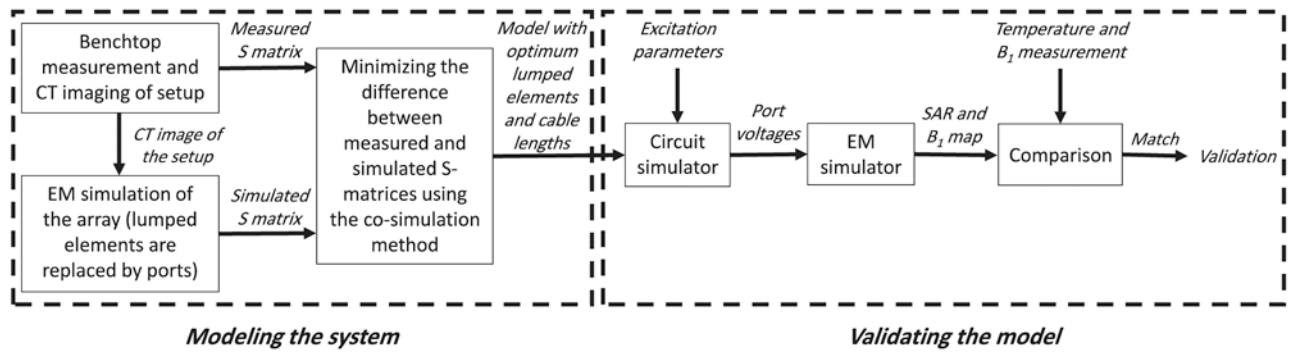 Benchtop
measurement and
CT imaging of setup
Measured
S matrix
CT image of
the setup
EM simulation of
the array (lumped
elements are
replaced by ports)
Simulated
S matrix
Minimizing the
difference
between
measured and
simulated S-
matrices using
the co-simulation
method
Model with
optimum
lumped
elements
and cable
lengths
Modeling the system
Excitation
parameters
Circuit
simulator
Port
voltages
EM
simulator
SAR and
B1 map
Temperature and
B1 measurement
Comparison
Match
Validation
Validating the model